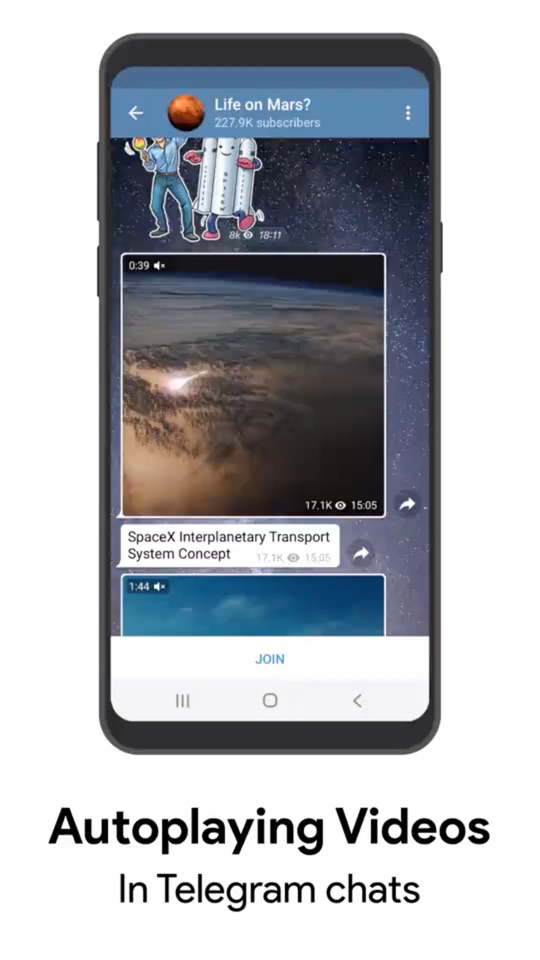 Life on Mars?
227.9K subscribers
8k 18:11
0:39
17.1K 15:05
SpaceX Interplanetary Transport
System Concept 17.1K 15:05
1:44
JOIN
Autoplaying Videos
In Telegram chats